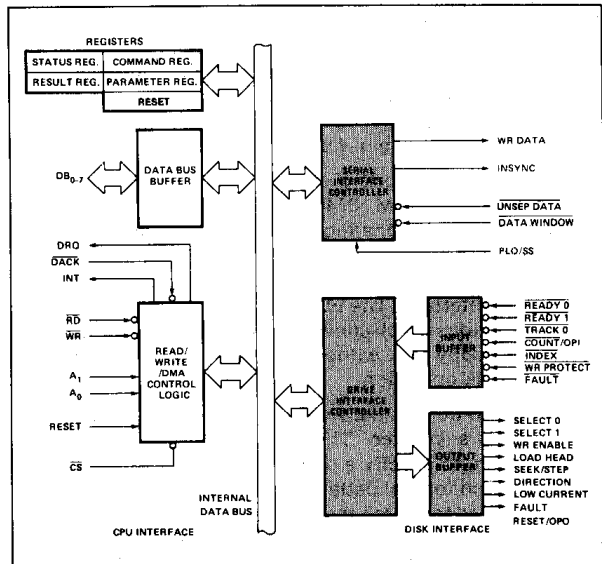 REGISTERS
STATUS REG. COMMAND REG.
RESULT REG. PARAMETER REG.
RESET
DB0-7
DATA BUS
BUFFER
DRQ
DACK
INT
RD
WR
A1
A0
RESET
CS
READ/
WRITE
/DMA
CONTROL
LOGIC
INTERNAL
DATA BUS
CPU INTERFACE
SERIAL
INTERFACE
CONTROLLER
WR DATA
INSYNC
UNSEP DATA
DATA WINDOW
PLO/SS
DRIVE
INTERFACE
CONTROLLER
INPUT
BUFFER
READY 0
READY 1
TRACK 0
COUNT/OPI
INDEX
WR PROTECT
FAULT
OUTPUT
BUFFER
SELECT 0
SELECT 1
WR ENABLE
LOAD HEAD
SEEK/STEP
DIRECTION
LOW CURRENT
FAULT
RESET/OPO
DISK INTERFACE